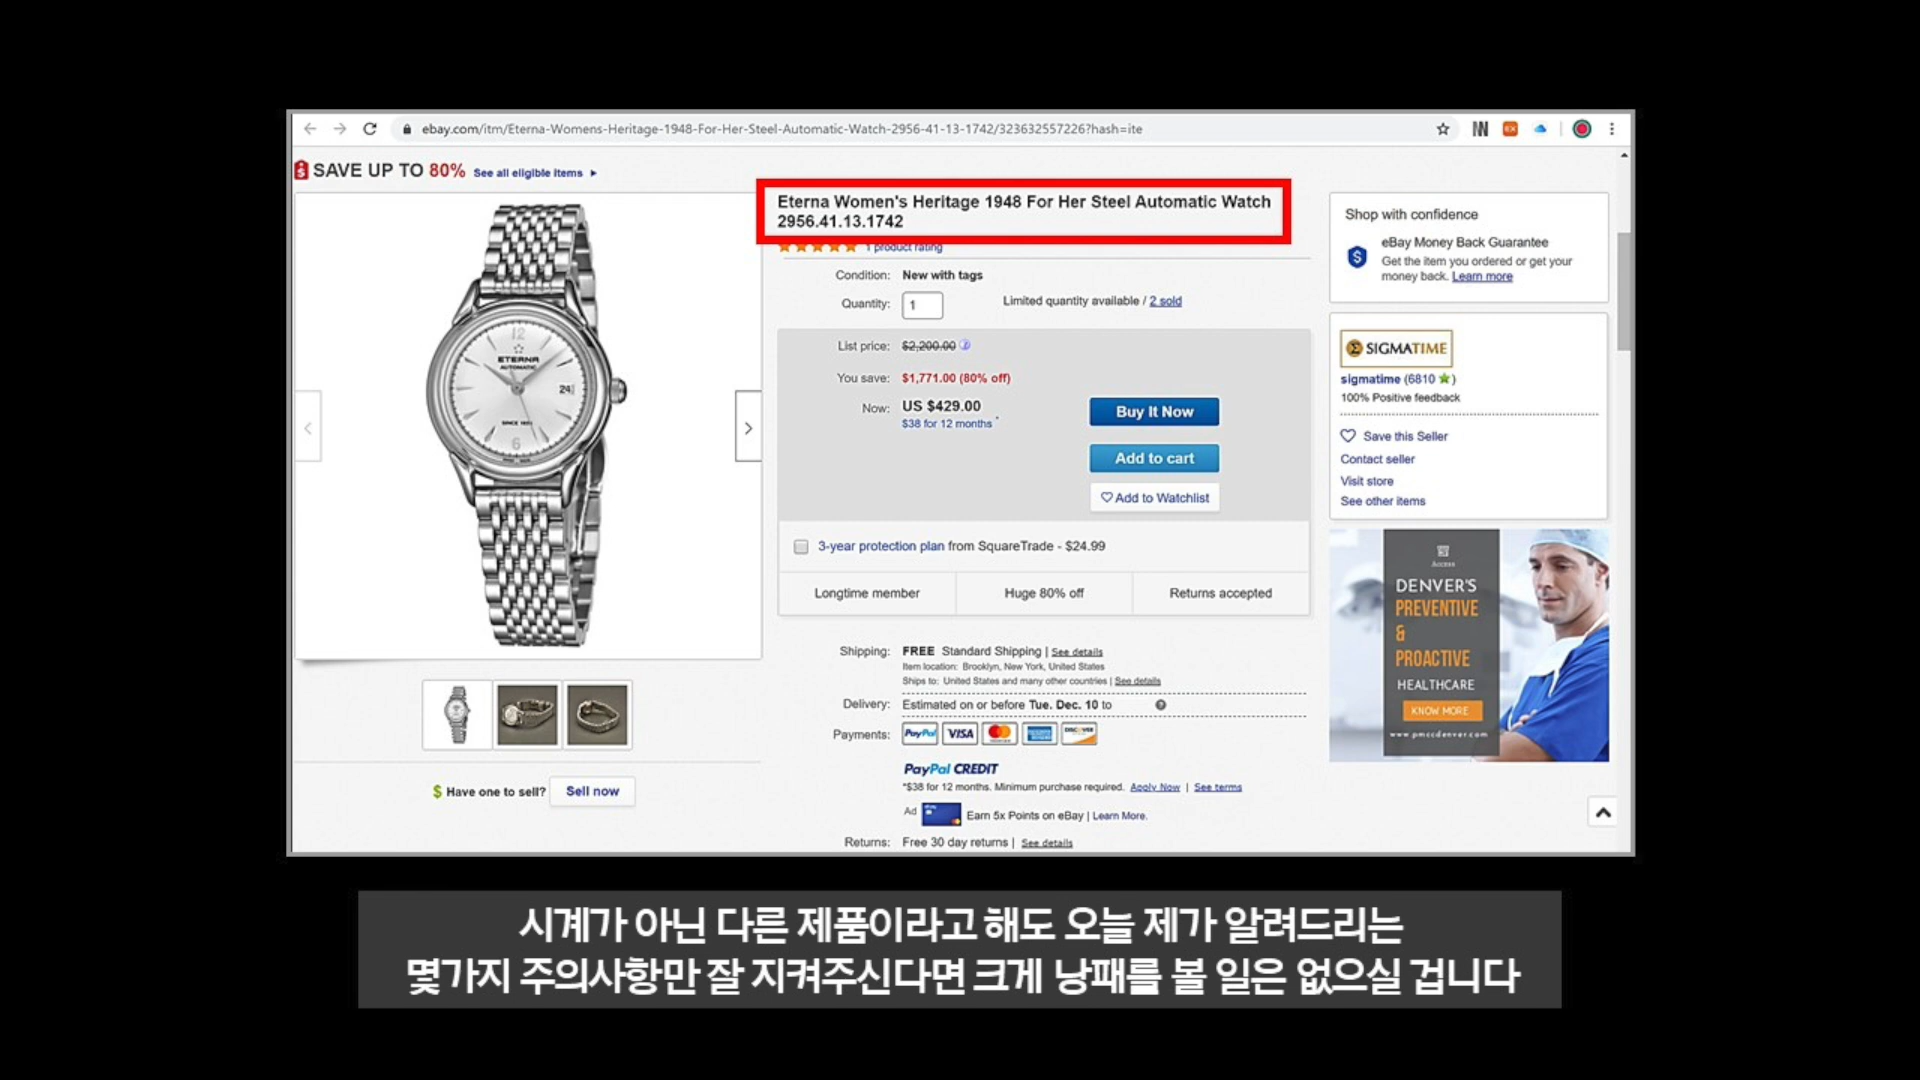 ebay.com/itm/Eterna-Womens-Heritage-1948-For-Her-Steel-Automatic-Watch-2956-41-13-1742/323632557226?hash=ite
SAVE UP TO 80% See all eligible items
12
ETERNA
AUTOMATIC
24
6
Have one to sell? Sell now
Eterna Women's Heritage 1948 For Her Steel Automatic Watch
2956.41.13.1742
1 product rating
Condition: New with tags
Quantity: 1 Limited quantity available / 2 sold
List price: $2,200.00
You save: $1,771.00 (80% off)
Now: US $429.00
$38 for 12 months *
Buy It Now
Add to cart
Add to Watchlist
3-year protection plan from SquareTrade - $24.99
Longtime member Huge 80% off Returns accepted
Shipping: FREE Standard Shipping | See details
Item location: Brooklyn, New York, United States
Ships to: United States and many other countries | See details
Delivery: Estimated on or before Tue. Dec. 10 to
Payments: PayPal VISA DISCOVER
PayPal CREDIT
*$38 for 12 months. Minimum purchase required. Apply Now | See terms
Ad Earn 5x Points on eBay | Learn More.
Returns: Free 30 day returns | See details
Shop with confidence
eBay Money Back Guarantee
Get the item you ordered or get your
money back. Learn more
SIGMATIME
sigmatime (6810)
100% Positive feedback
Save this Seller
Contact seller
Visit store
See other items
Access
DENVER'S
PREVENTIVE
&
PROACTIVE
HEALTHCARE
KNOW MORE
www.pmccdenver.com
시계가 아닌 다른 제품이라고 해도 오늘 제가 알려드리는
몇가지 주의사항만 잘 지켜주신다면 크게 낭패를 볼 일은 없으실 겁니다